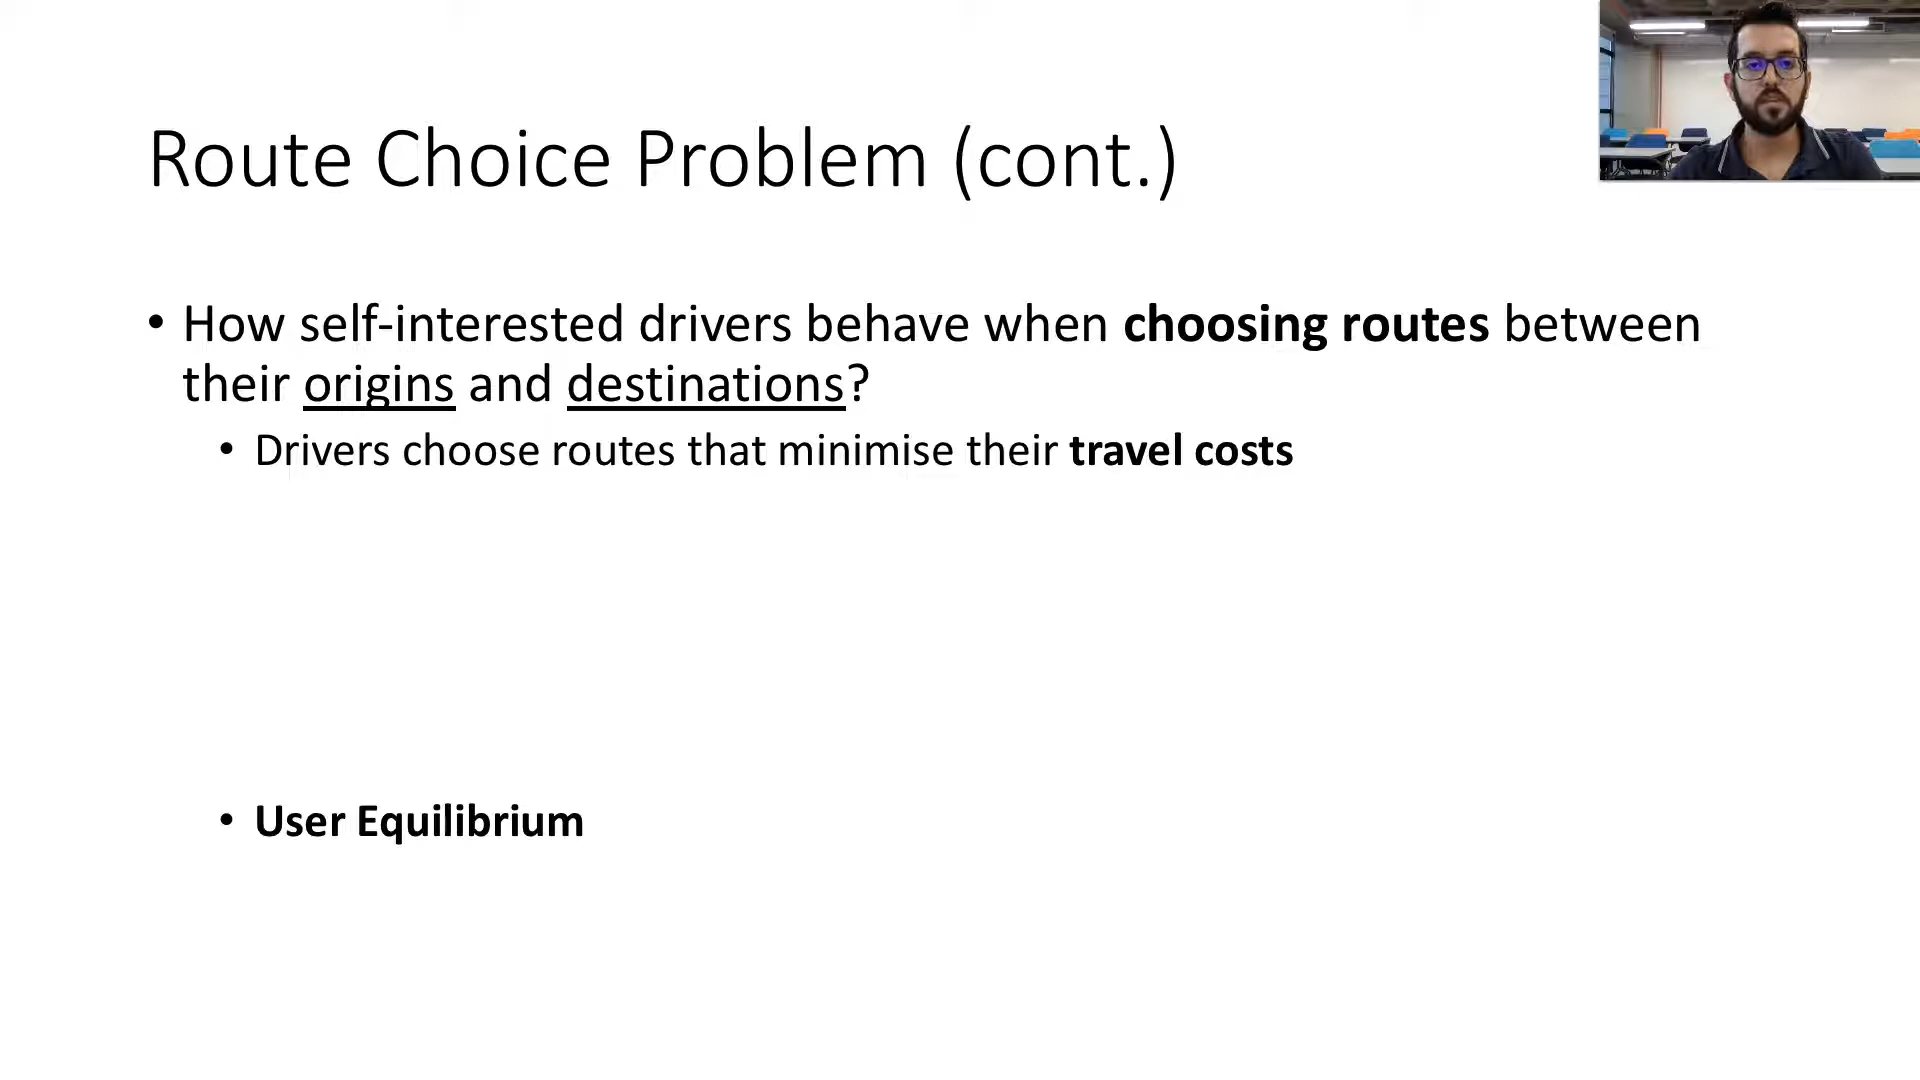 Route Choice Problem (cont.)
• How self-interested drivers behave when choosing routes between
their origins and destinations?
• Drivers choose routes that minimise their travel costs
• User Equilibrium